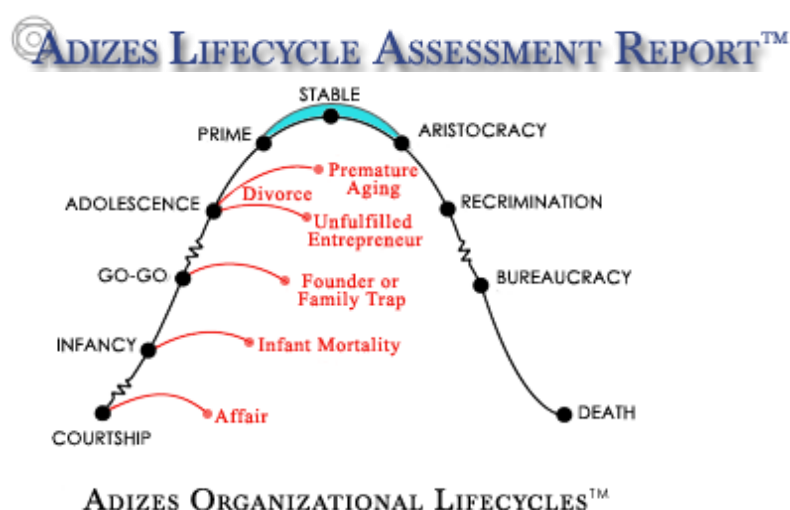 ADIZES LIFECYCLE ASSESSMENT REPORT™
STABLE
PRIME
ARISTOCRACY
Premature
Aging
Divorce
ADOLESCENCE
RECRIMINATION
Unfulfilled
Entrepreneur
GO-GO
BUREAUCRACY
Founder or
Family Trap
INFANCY
Infant Mortality
Affair
DEATH
COURTSHIP
ADIZES ORGANIZATIONAL LIFECYCLES™